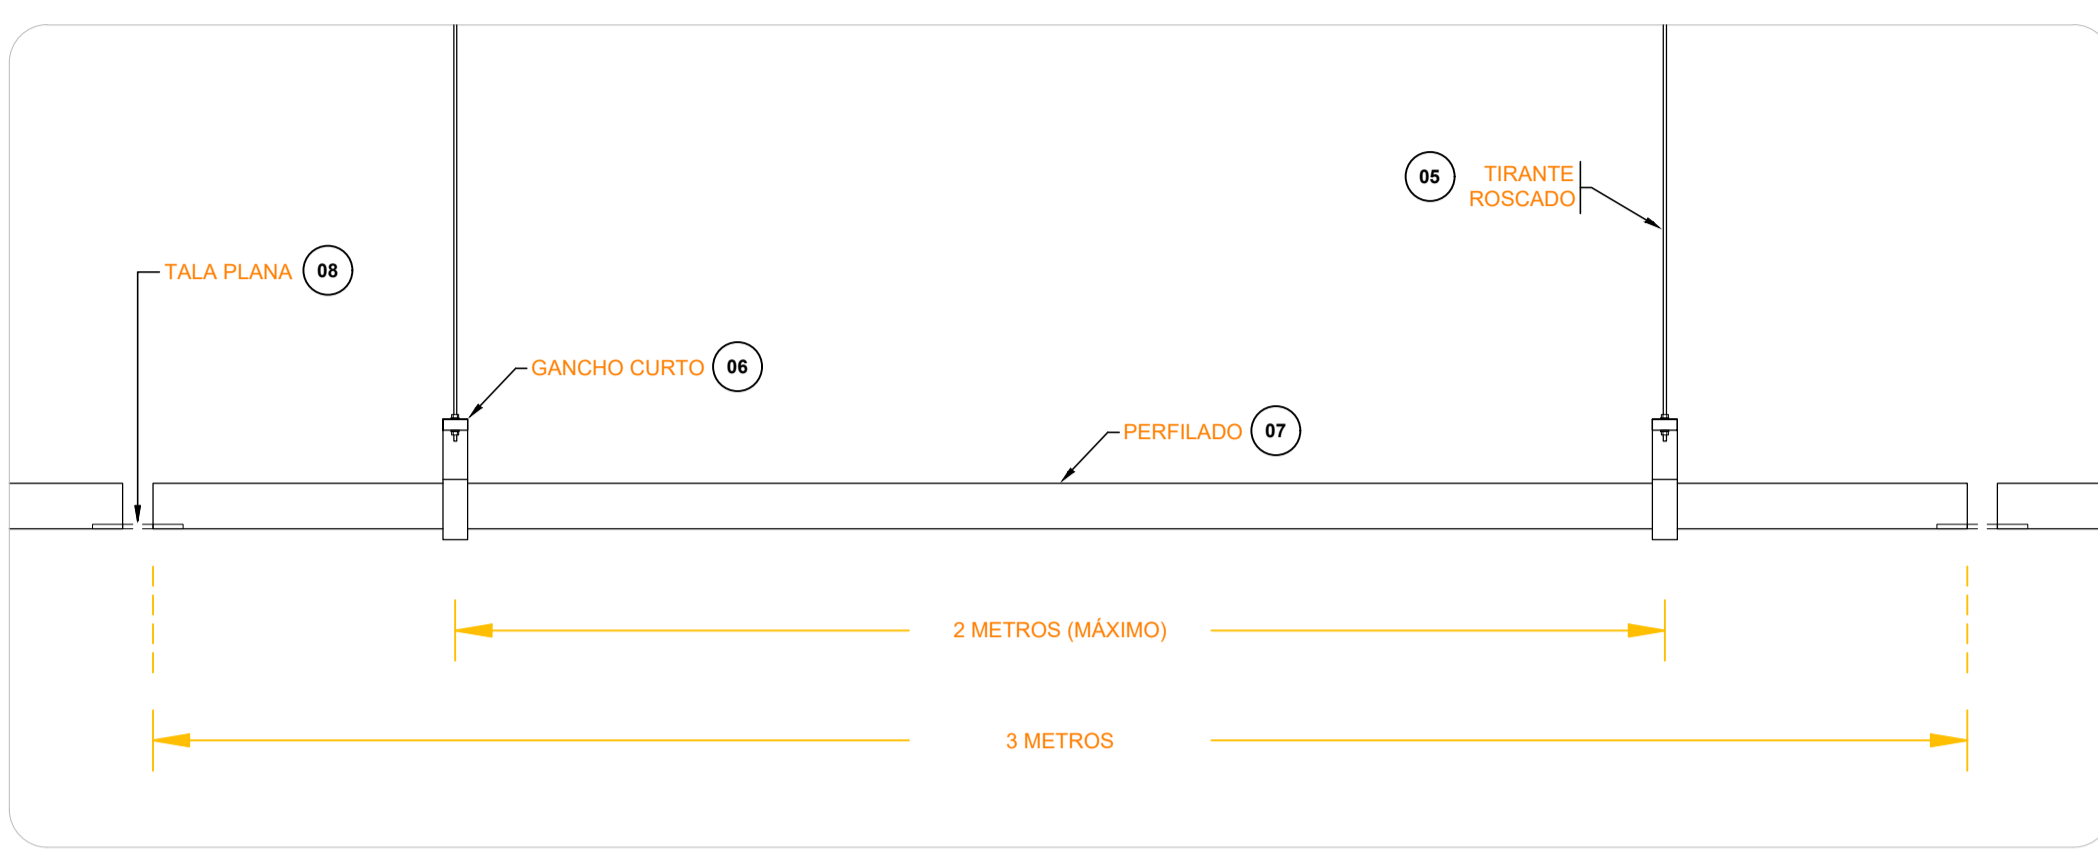 05
TIRANTE
ROSCADO
TALA PLANA 08
GANCHO CURTO 06
PERFILADO 07
2 METROS (MÁXIMO)
3 METROS